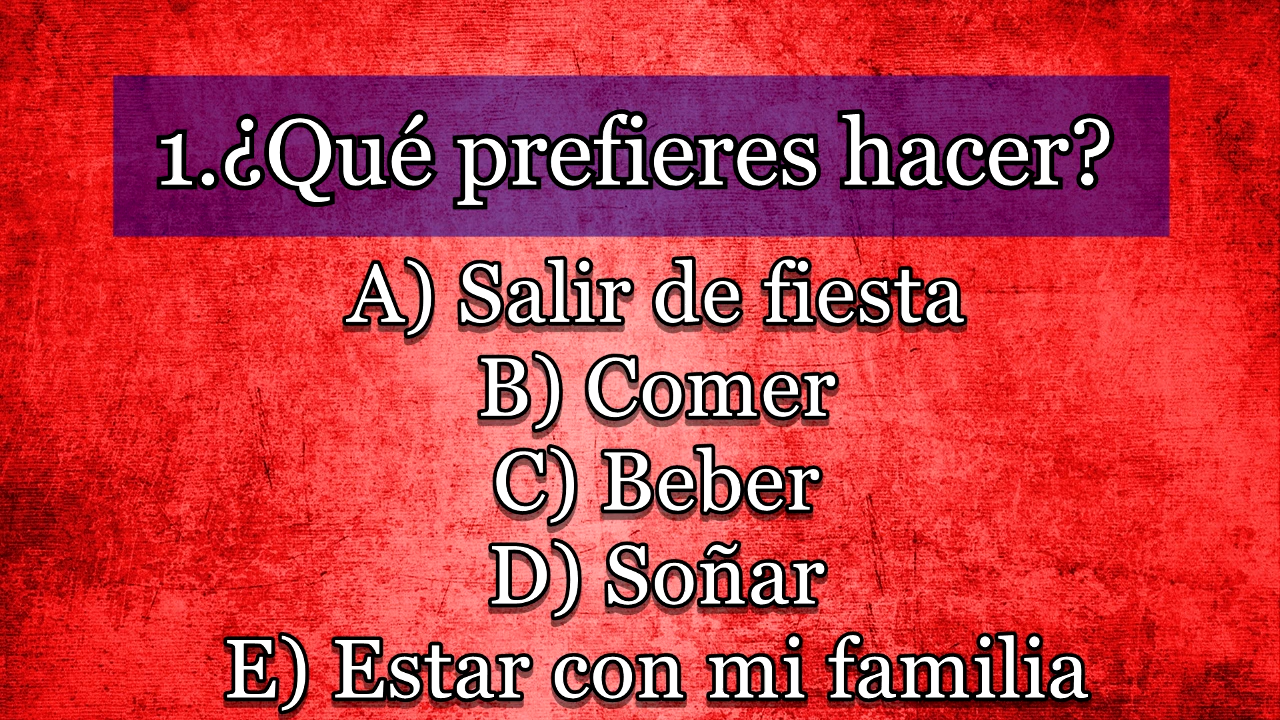 1.¿Qué prefieres hacer?
A) Salir de fiesta
B) Comer
C) Beber
D) Soñar
E) Estar con mi familia